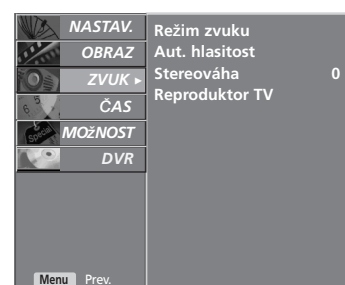 NASTAV.
OBRAZ
ZVUK ►
ČAS
MOžNOST
DVR
Režim zvuku
Aut. hlasitost
Stereováha 0
Reproduktor TV
Menu Prev.